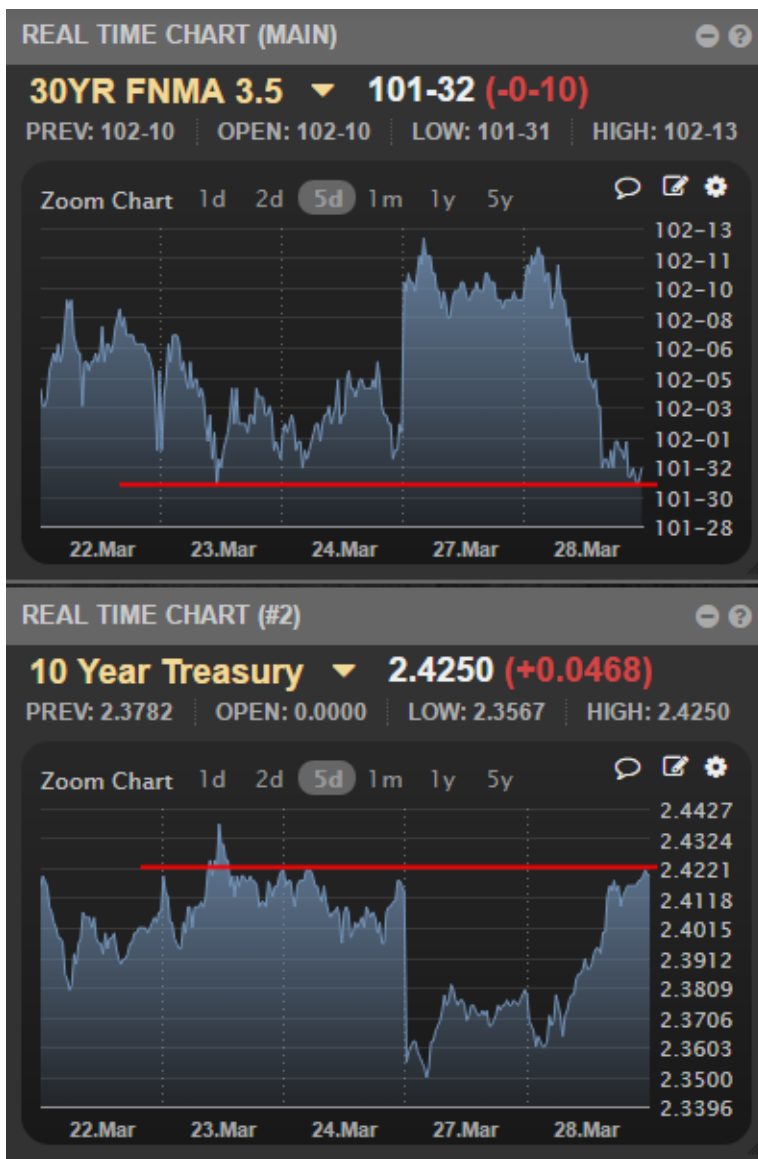 REAL TIME CHART (MAIN)
30YR FNMA 3.5 101-32 (-0-10)
PREV: 102-10 OPEN: 102-10 LOW: 101-31 HIGH: 102-13
Zoom Chart 1d 2d 5d 1m 1y 5y
102-13
102-11
102-10
102-08
102-06
102-05
102-03
102-01
101-32
101-30
101-28
22.Mar 23.Mar 24.Mar 27.Mar 28.Mar
REAL TIME CHART (#2)
10 Year Treasury 2.4250 (+0.0468)
PREV: 2.3782 OPEN: 0.0000 LOW: 2.3567 HIGH: 2.4250
Zoom Chart 1d 2d 5d 1m 1y 5y
2.4427
2.4324
2.4221
2.4118
2.4015
2.3912
2.3809
2.3706
2.3603
2.3500
2.3396
22.Mar 23.Mar 24.Mar 27.Mar 28.Mar